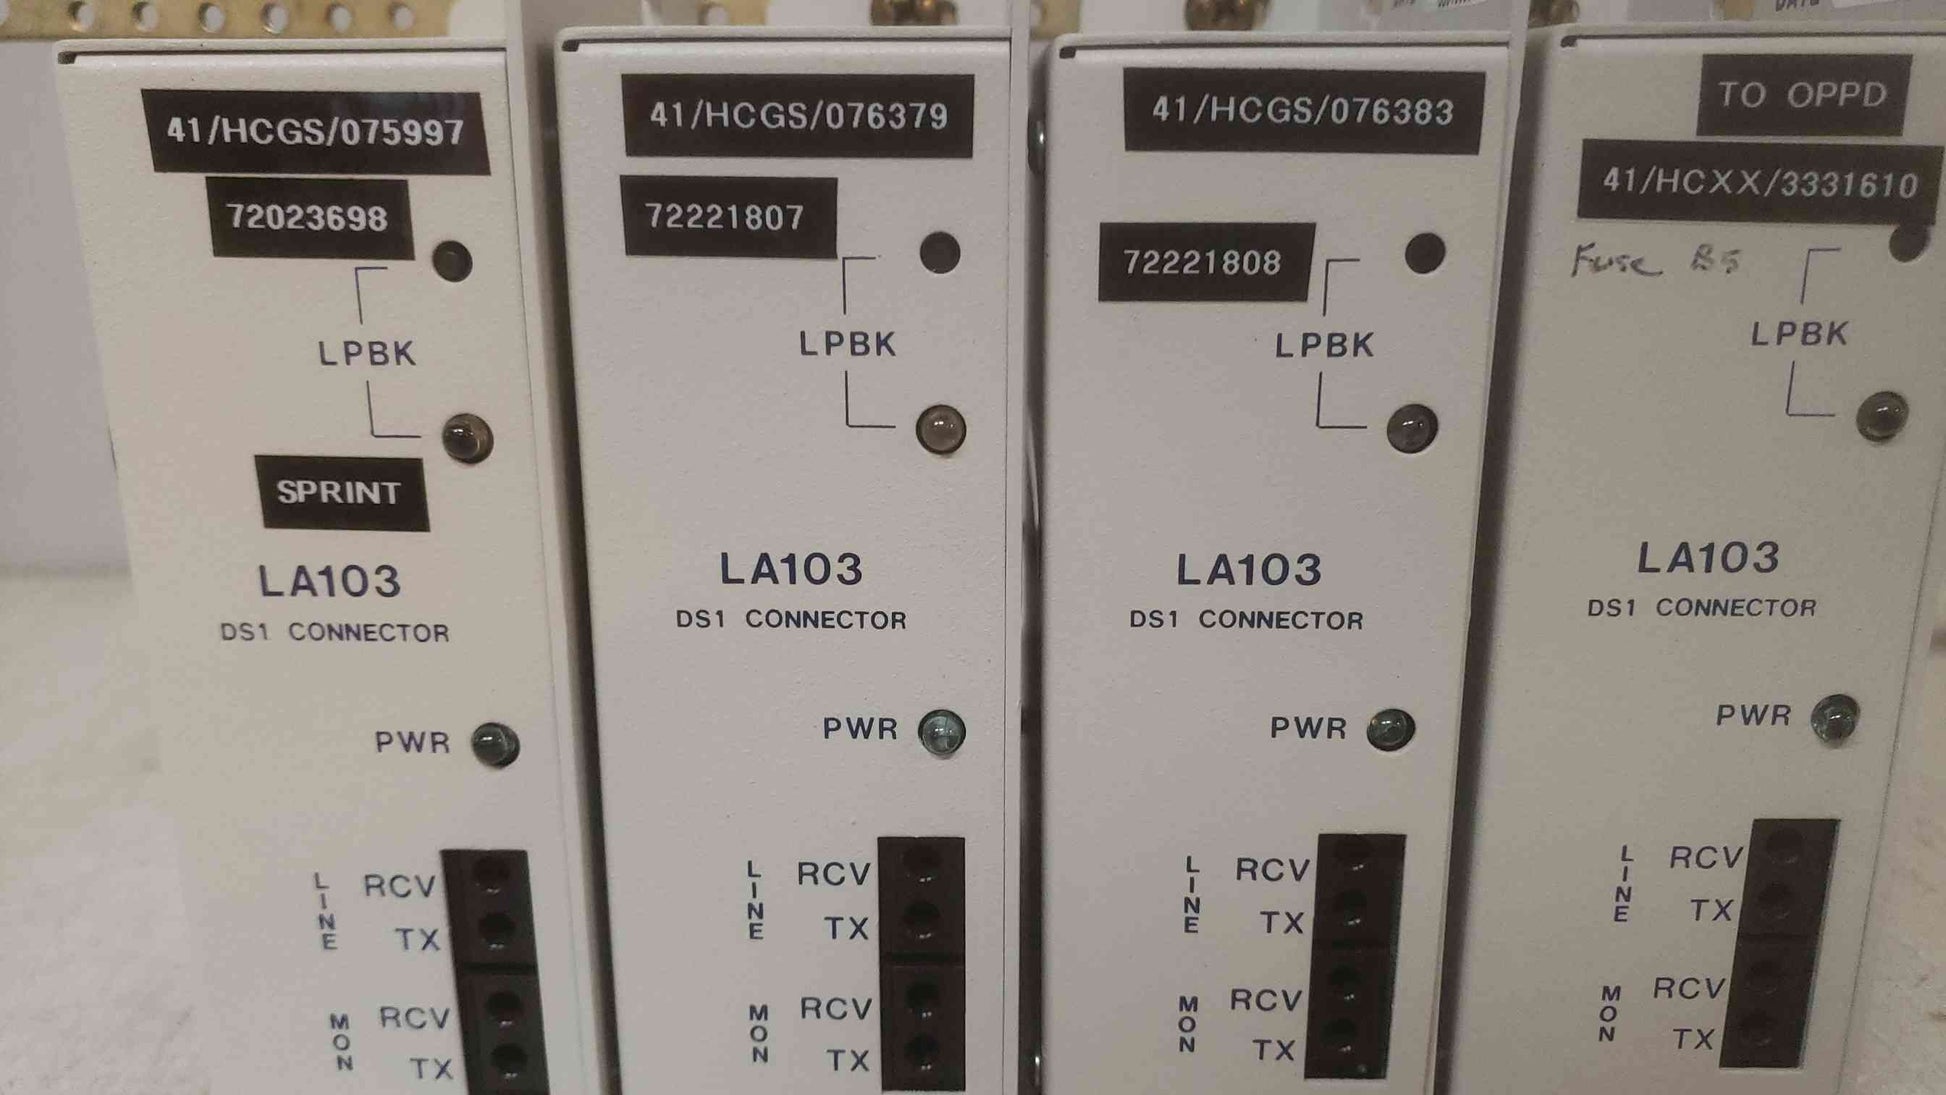 41/HCGS/075997
72023698
LPBK
SPRINT
LA103
DS1 CONNECTOR
PWR
LINE
RCV
TX
MON
RCV
TX
41/HCGS/076379
72221807
LPBK
LA103
DS1 CONNECTOR
PWR
LINE
RCV
TX
MON
RCV
TX
41/HCGS/076383
72221808
LPBK
LA103
DS1 CONNECTOR
PWR
LINE
RCV
TX
MON
RCV
TX
TO OPPD
41/HCXX/3331610
Fuse B5
LPBK
LA103
DS1 CONNECTOR
PWR
LINE
RCV
TX
MON
RCV
TX